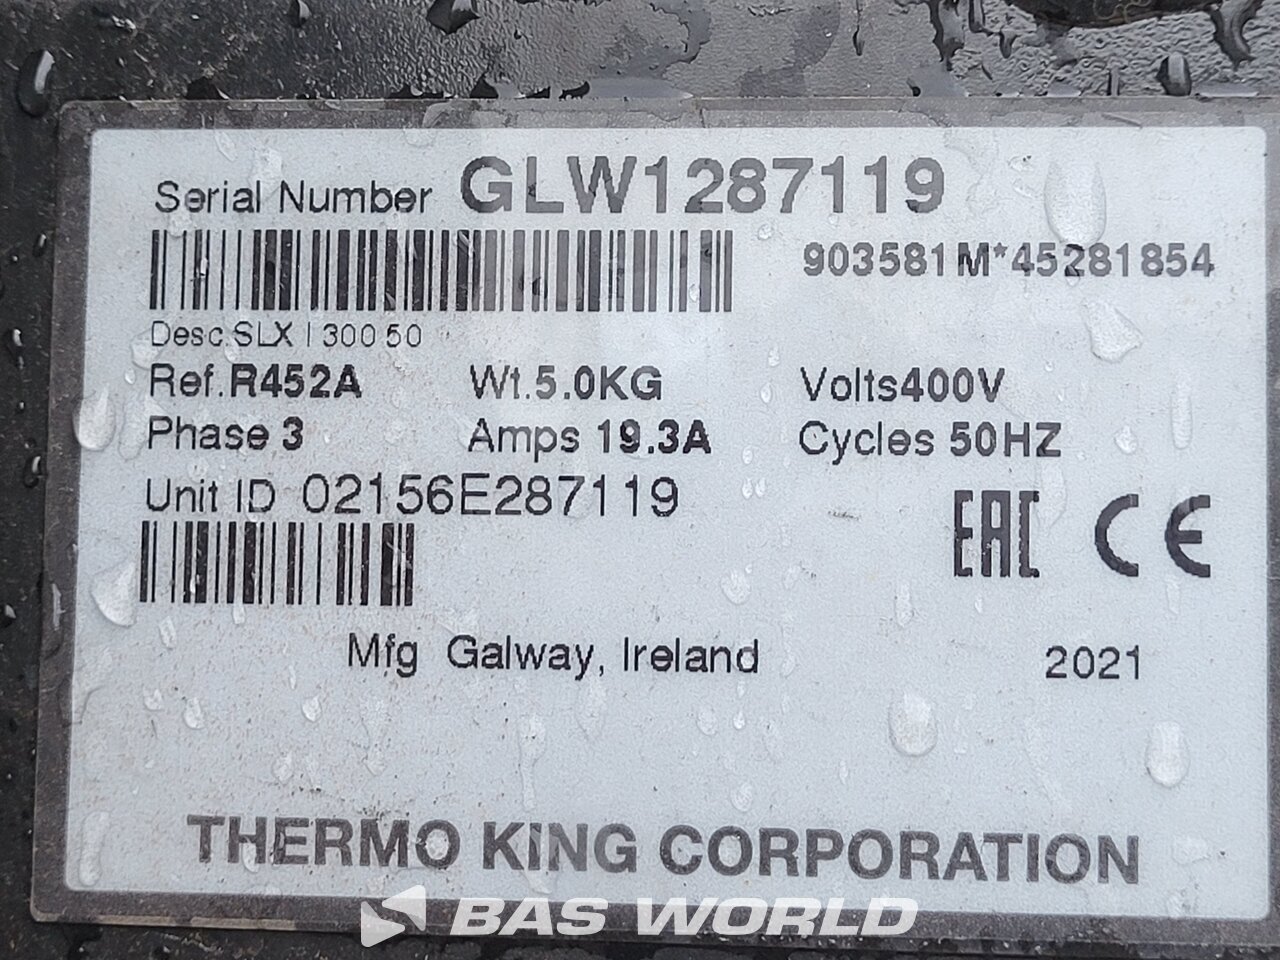 Serial Number GLW1287119
903581M*45281854
Desc.SLX I 300 50
Ref.R452A Wt.5.0KG Volts400V
Phase 3 Amps 19.3A Cycles 50HZ
Unit ID 02156E287119
EAC CE
Mfg Galway, Ireland 2021
THERMO KING CORPORATION
BAS WORLD